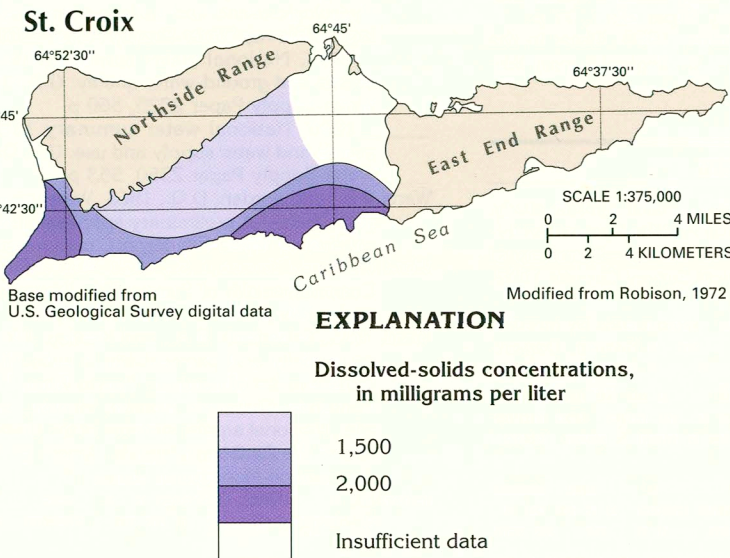 St. Croix
64°52'30"
64°45'
64°37'30"
Northside Range
45'
East End Range
42'30"
SCALE 1:375,000
0 2 4 MILES
0 2 4 KILOMETERS
Caribbean Sea
Base modified from
U.S. Geological Survey digital data
Modified from Robison, 1972
EXPLANATION
Dissolved-solids concentrations,
in milligrams per liter
1,500
2,000
Insufficient data